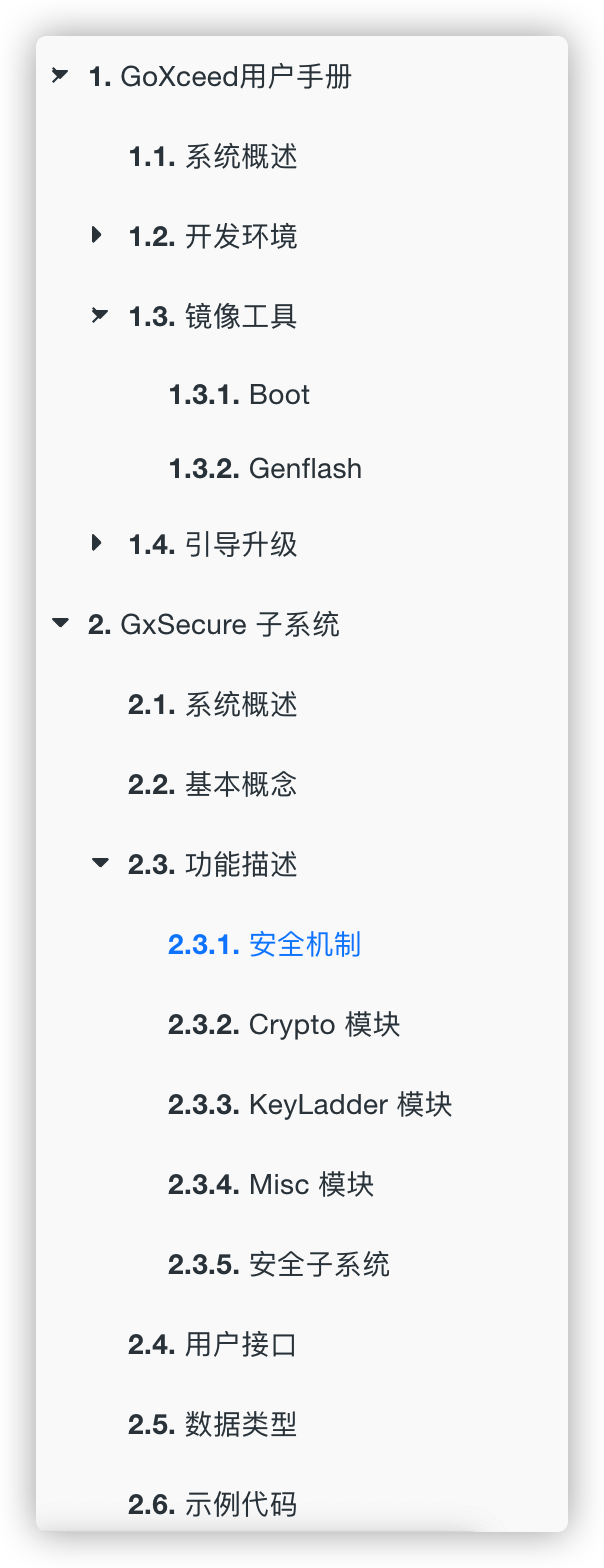 1. GoXceed用户手册
1.1. 系统概述
1.2. 开发环境
1.3. 镜像工具
1.3.1. Boot
1.3.2. Genflash
1.4. 引导升级
2. GxSecure 子系统
2.1. 系统概述
2.2. 基本概念
2.3. 功能描述
2.3.1. 安全机制
2.3.2. Crypto 模块
2.3.3. KeyLadder 模块
2.3.4. Misc 模块
2.3.5. 安全子系统
2.4. 用户接口
2.5. 数据类型
2.6. 示例代码